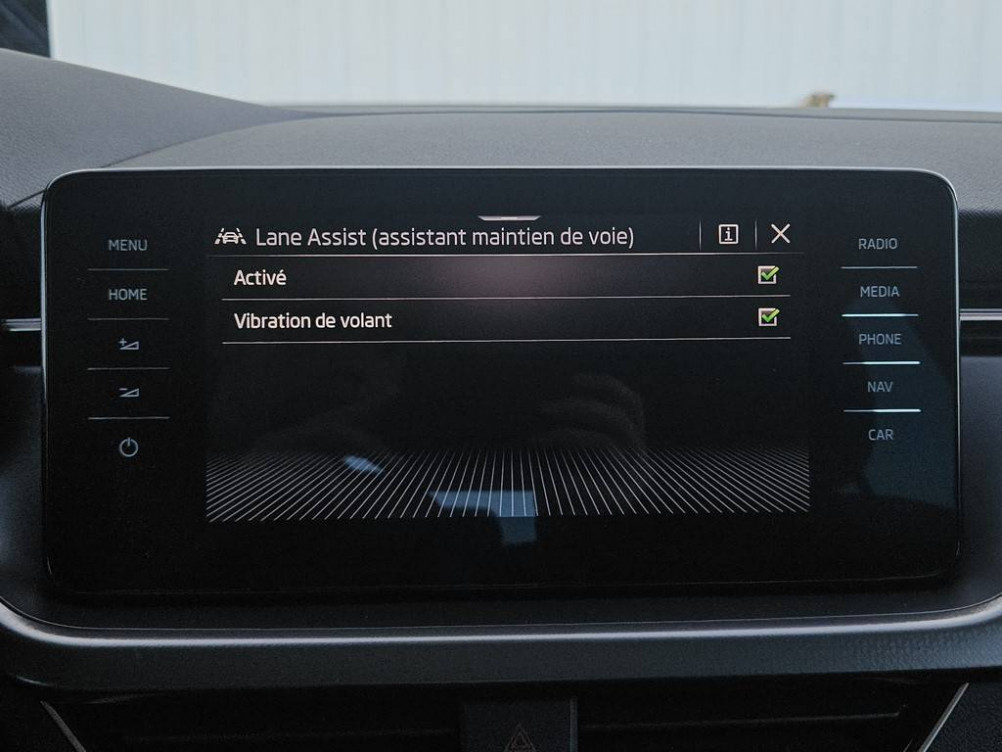 Lane Assist (assistant maintien de voie)
Activé
Vibration de volant
MENU
HOME
RADIO
MEDIA
PHONE
NAV
CAR